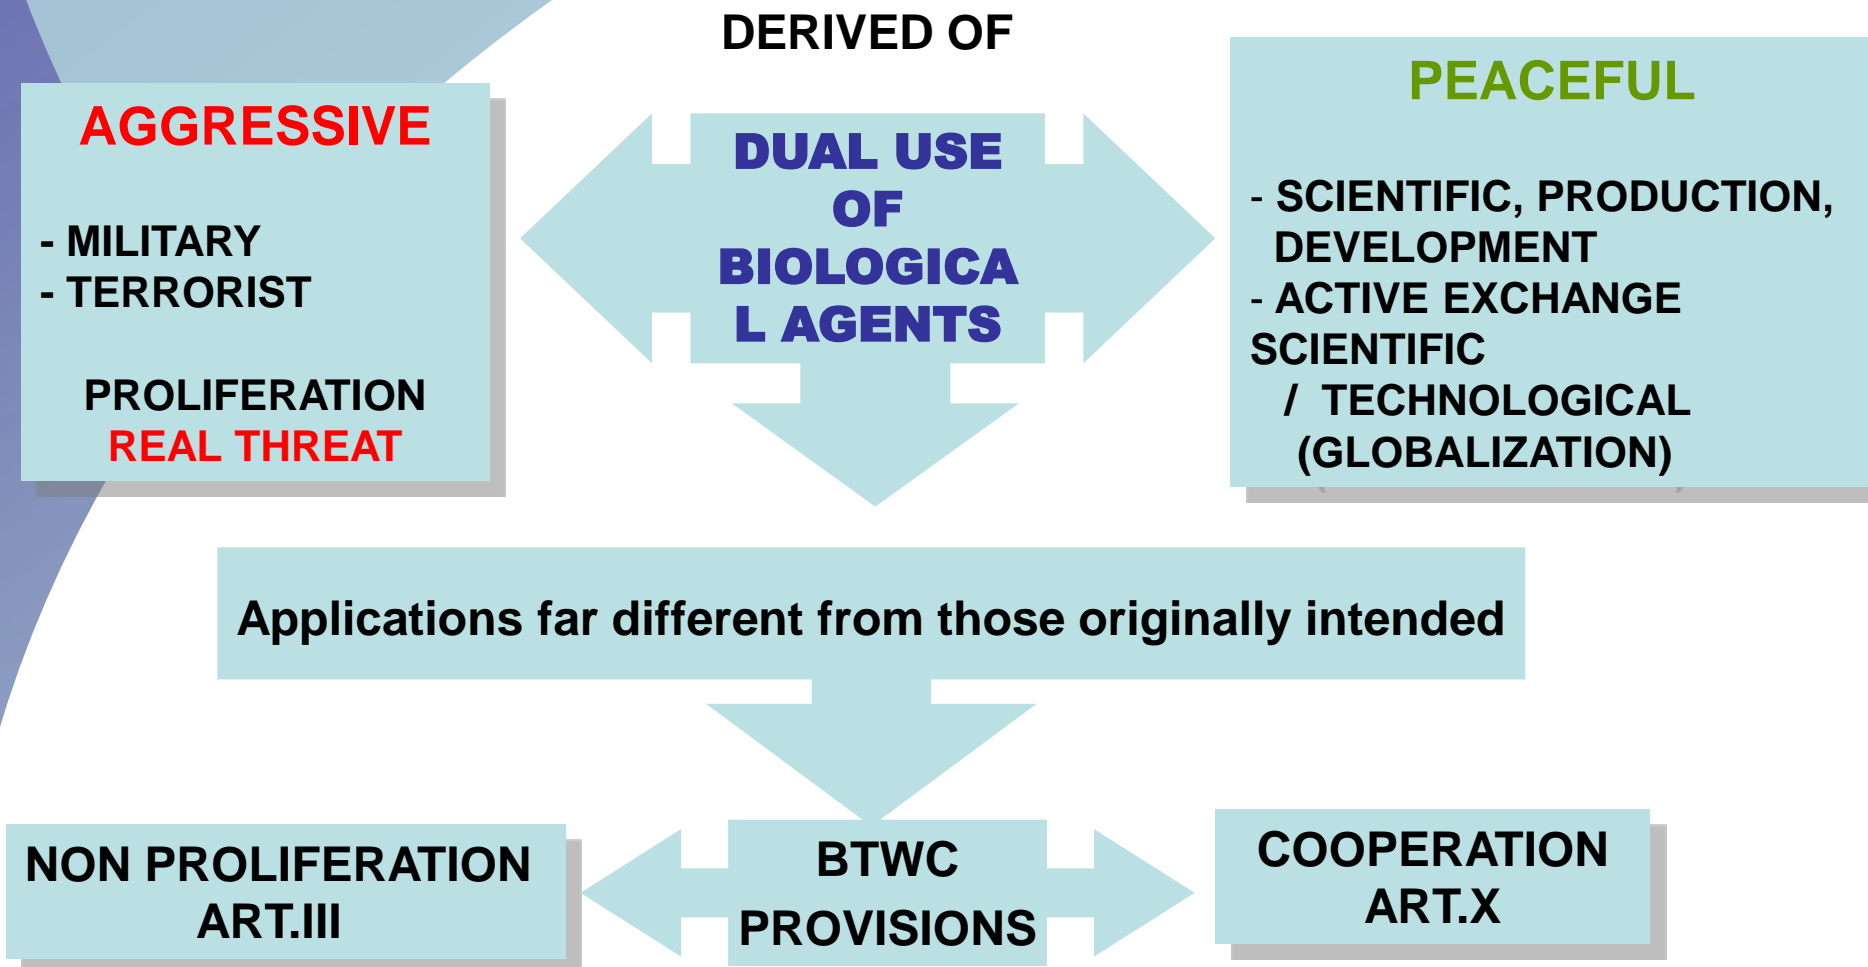 DERIVED OF
AGGRESSIVE
- MILITARY
- TERRORIST
PROLIFERATION
REAL THREAT
DUAL USE
OF
BIOLOGICA
L AGENTS
PEACEFUL
- SCIENTIFIC, PRODUCTION,
DEVELOPMENT
- ACTIVE EXCHANGE
SCIENTIFIC
/ TECHNOLOGICAL
(GLOBALIZATION)
Applications far different from those originally intended
NON PROLIFERATION
ART.III
BTWC
PROVISIONS
COOPERATION
ART.X